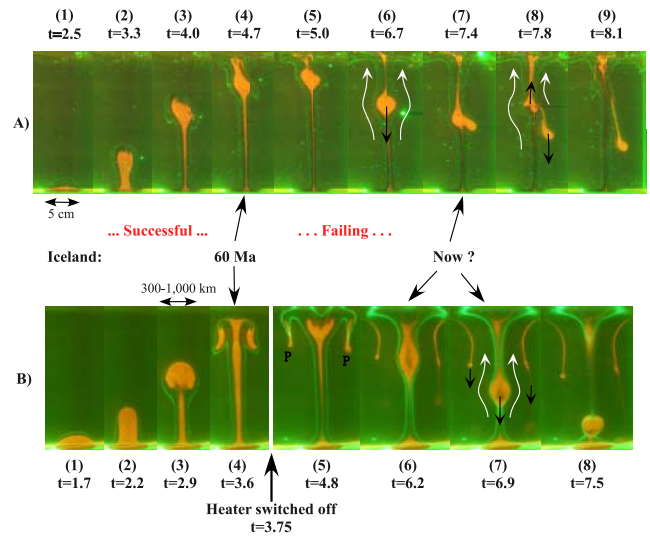 (1) (2) (3) (4) (5) (6) (7) (8) (9)
t=2.5 t=3.3 t=4.0 t=4.7 t=5.0 t=6.7 t=7.4 t=7.8 t=8.1
A)
5 cm
... Successful ... . . . Failing . . .
Iceland: 60 Ma Now ?
300-1,000 km
B)
P P
(1) (2) (3) (4) (5) (6) (7) (8)
t=1.7 t=2.2 t=2.9 t=3.6 t=4.8 t=6.2 t=6.9 t=7.5
Heater switched off
t=3.75